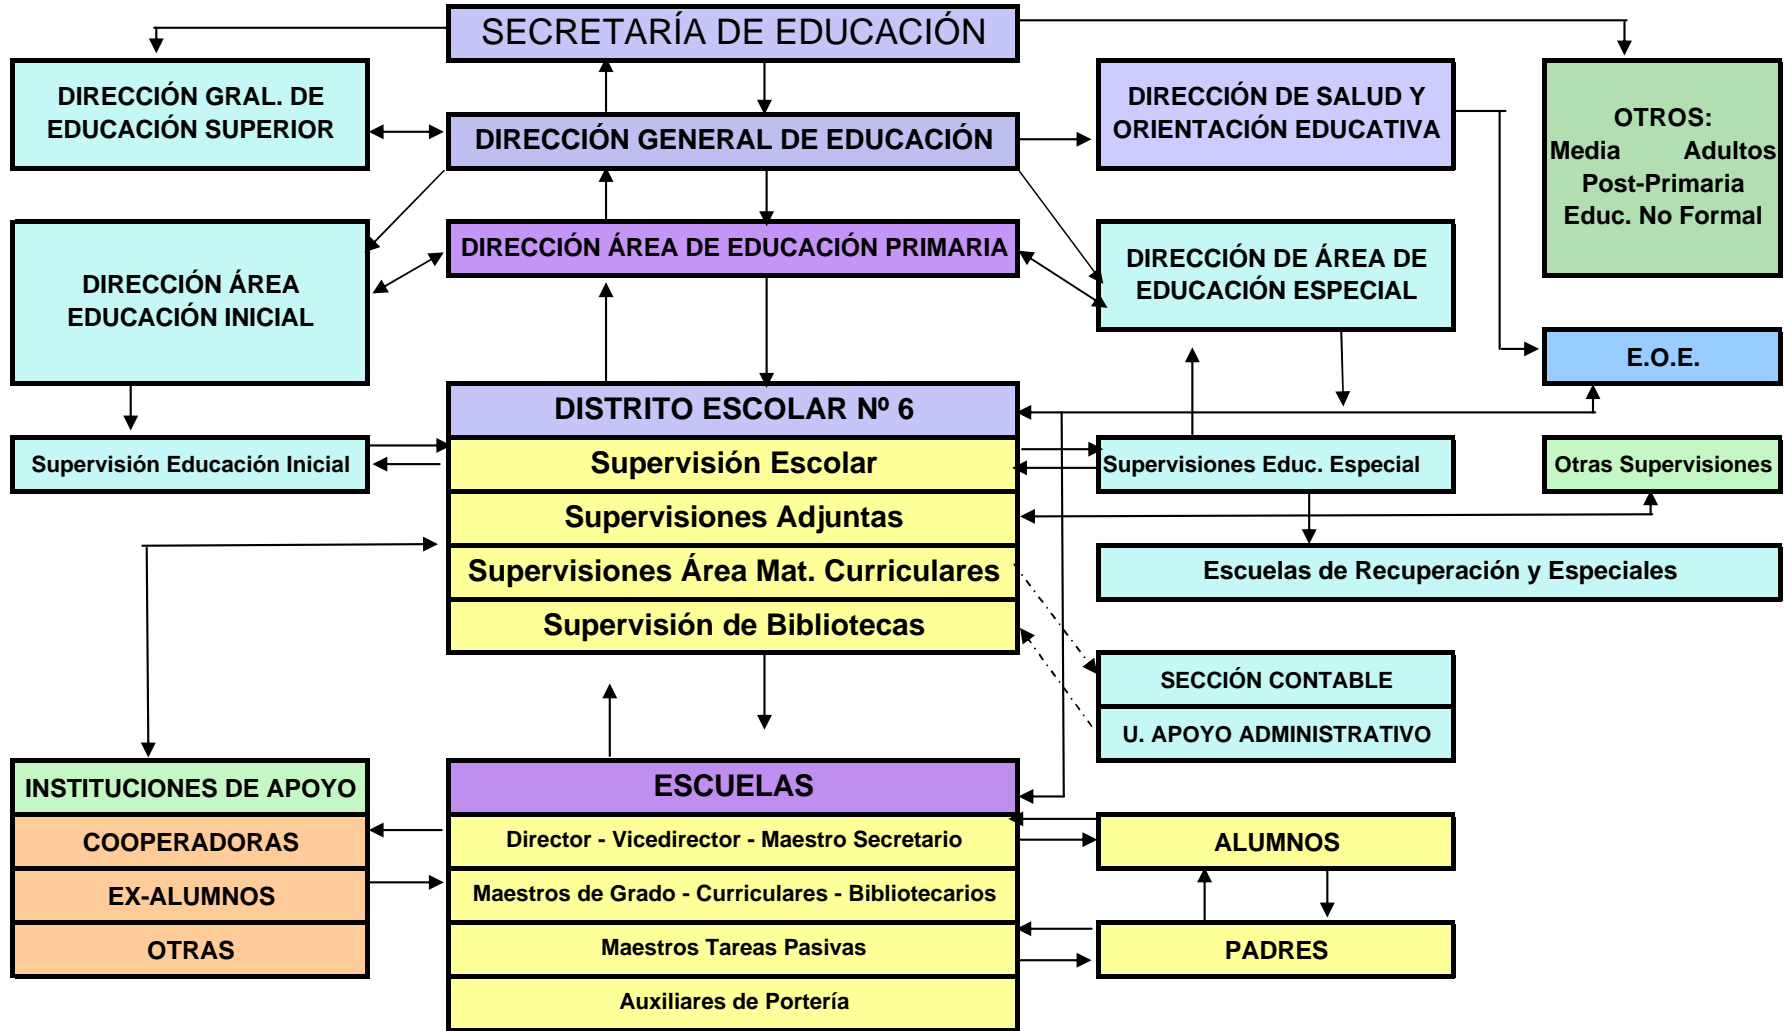 SECRETARÍA DE EDUCACIÓN
DIRECCIÓN GRAL. DE
EDUCACIÓN SUPERIOR
DIRECCIÓN GENERAL DE EDUCACIÓN
DIRECCIÓN DE SALUD Y
ORIENTACIÓN EDUCATIVA
OTROS:
Media Adultos
Post-Primaria
Educ. No Formal
DIRECCIÓN ÁREA
EDUCACIÓN INICIAL
DIRECCIÓN ÁREA DE EDUCACIÓN PRIMARIA
DIRECCIÓN DE ÁREA DE
EDUCACIÓN ESPECIAL
E.O.E.
DISTRITO ESCOLAR Nº 6
Supervisión Educación Inicial
Supervisión Escolar
Supervisiones Educ. Especial
Otras Supervisiones
Supervisiones Adjuntas
Supervisiones Área Mat. Curriculares
Escuelas de Recuperación y Especiales
Supervisión de Bibliotecas
SECCIÓN CONTABLE
U. APOYO ADMINISTRATIVO
INSTITUCIONES DE APOYO
COOPERADORAS
EX-ALUMNOS
OTRAS
ESCUELAS
Director - Vicedirector - Maestro Secretario
Maestros de Grado - Curriculares - Bibliotecarios
Maestros Tareas Pasivas
Auxiliares de Portería
ALUMNOS
PADRES